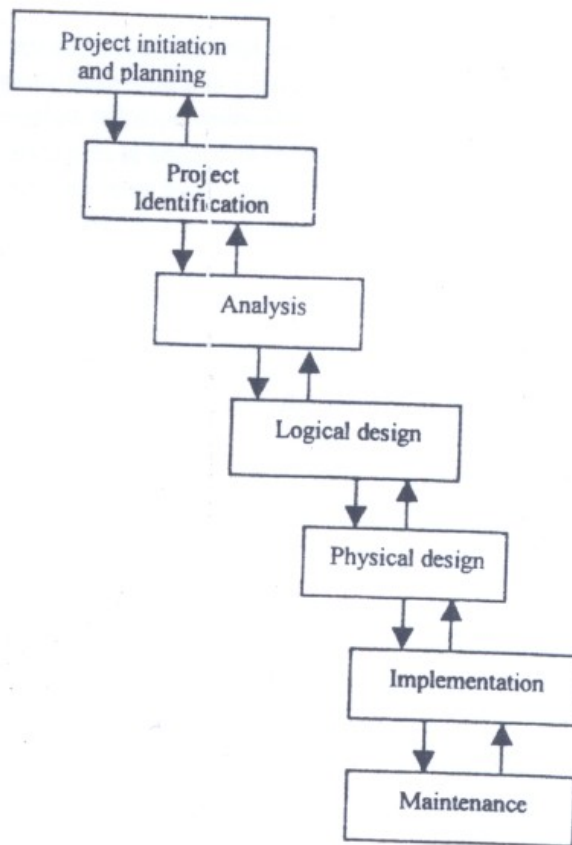 Project initiation
and planning
Project
Identification
Analysis
Logical design
Physical design
Implementation
Maintenance